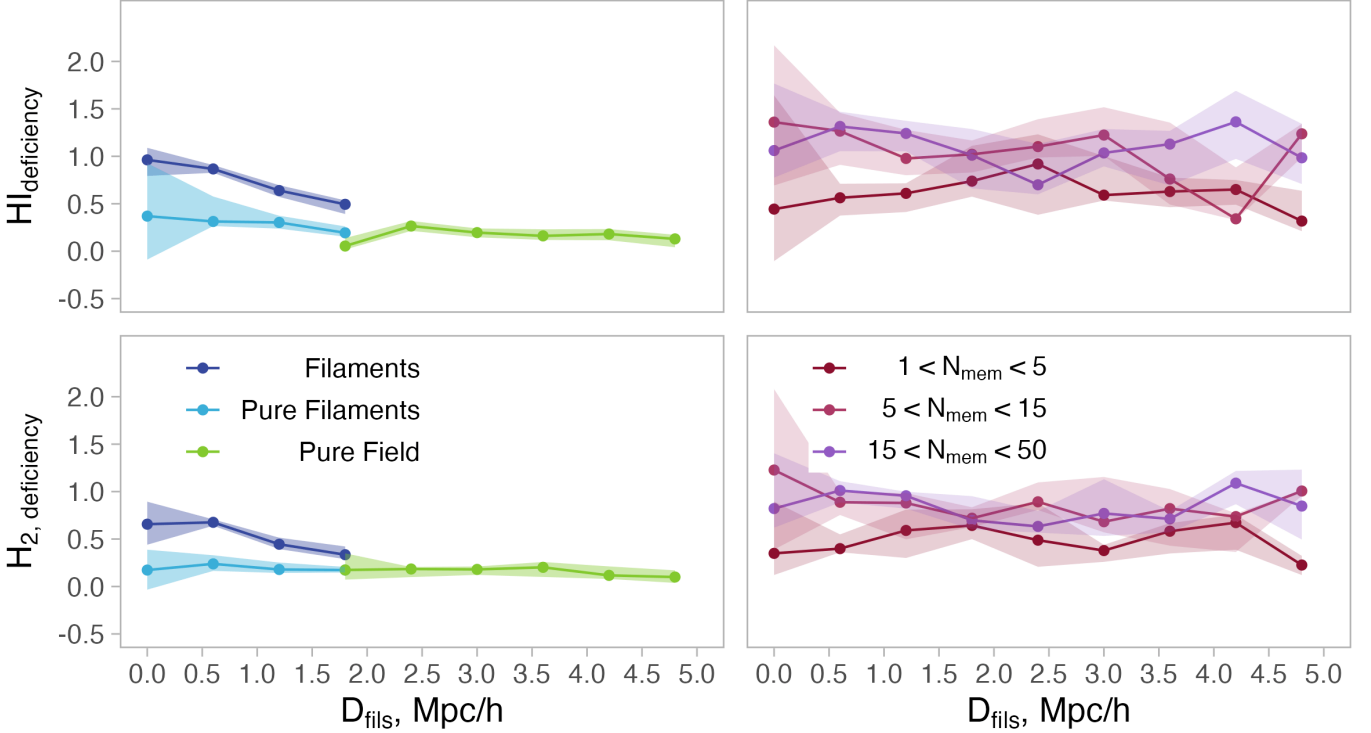 HI_deficiency
2.0
1.5
1.0
0.5
0.0
-0.5
H_2, deficiency
2.0
1.5
1.0
0.5
0.0
-0.5
Filaments
Pure Filaments
Pure Field
1 < N_mem < 5
5 < N_mem < 15
15 < N_mem < 50
0.0 0.5 1.0 1.5 2.0 2.5 3.0 3.5 4.0 4.5 5.0
0.0 0.5 1.0 1.5 2.0 2.5 3.0 3.5 4.0 4.5 5.0
D_fils, Mpc/h
D_fils, Mpc/h